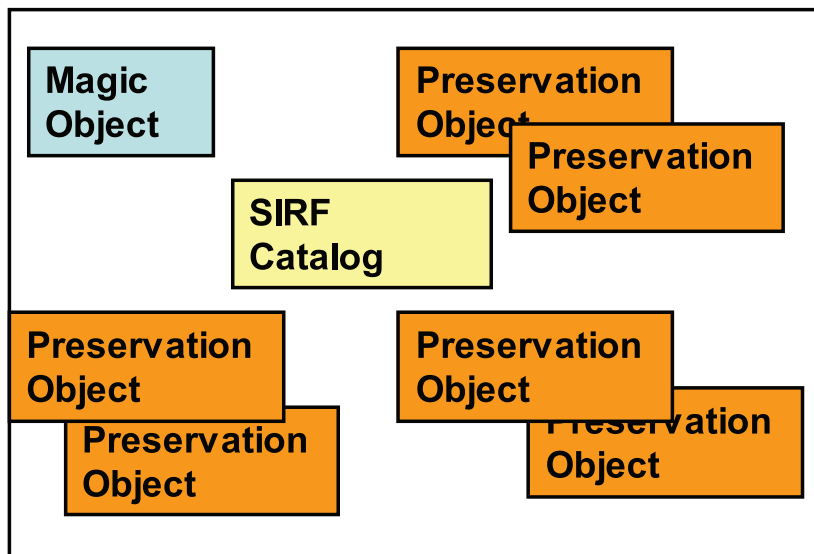 Magic
Object
Preservation
Object
Preservation
Object
SIRF
Catalog
Preservation
Object
Preservation
Object
Preservation
Object
Preservation
Object